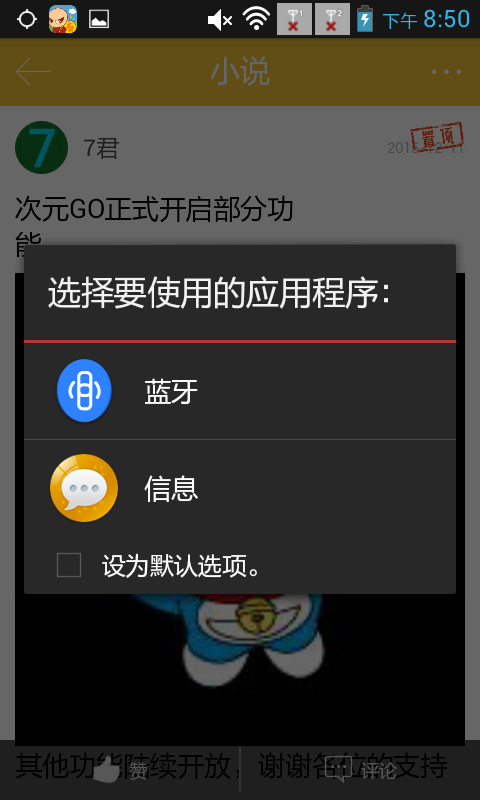 下午 8:50
小说
7 7君
2015-12-11
置顶
次元GO正式开启部分功
能
选择要使用的应用程序:
蓝牙
信息
设为默认选项。
其他功能陆续开放，谢谢各位的支持
赞 评论